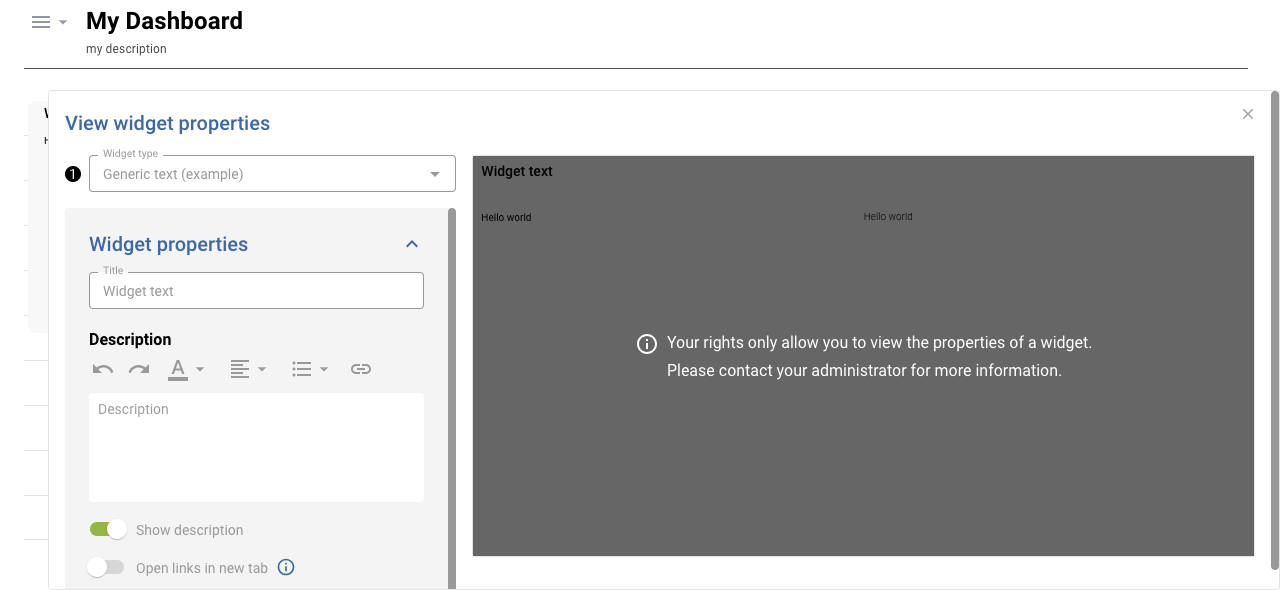 My Dashboard
my description
View widget properties
1
Widget type
Generic text (example)
Widget properties
Title
Widget text
Description
A
Description
Show description
Open links in new tab
Widget text
Hello world
Hello world
Your rights only allow you to view the properties of a widget.
Please contact your administrator for more information.